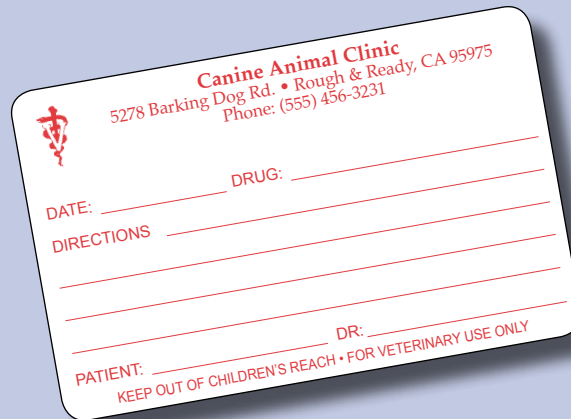 Canine Animal Clinic
5278 Barking Dog Rd. • Rough & Ready, CA 95975
Phone: (555) 456-3231
DATE: DRUG:
DIRECTIONS
PATIENT: DR:
KEEP OUT OF CHILDREN'S REACH • FOR VETERINARY USE ONLY